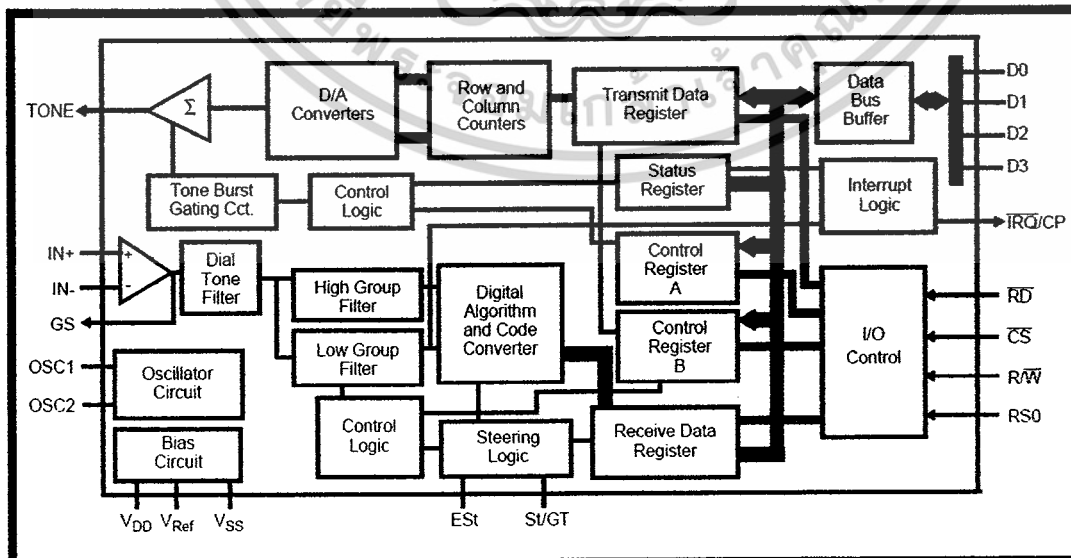 TONE
Σ
D/A
Converters
Row and
Column
Counters
Transmit Data
Register
Data
Bus
Buffer
D0
D1
D2
D3
Tone Burst
Gating Cct.
Control
Logic
Status
Register
Interrupt
Logic
IRQ/CP
IN+
IN-
GS
+
-
Dial
Tone
Filter
High Group
Filter
Low Group
Filter
Digital
Algorithm
and Code
Converter
Control
Register
A
Control
Register
B
I/O
Control
RD
CS
R/W
RS0
OSC1
OSC2
Oscillator
Circuit
Bias
Circuit
Control
Logic
Steering
Logic
Receive Data
Register
VDD VRef VSS
ESt St/GT